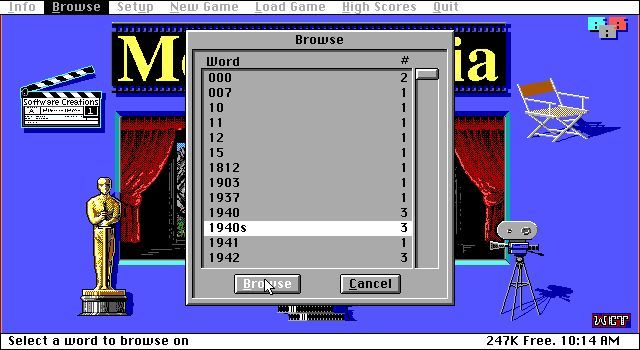 Info Browse Setup New Game Load Game High Scores Quit
Browse
Word #
000 2
007 1
10 1
11 1
12 1
15 1
1812 1
1903 1
1937 1
1940 3
1940s 3
1941 1
1942 3
Browse Cancel
M ia
Software Creations
1
WGT
Select a word to browse on 247K Free. 10:14 AM